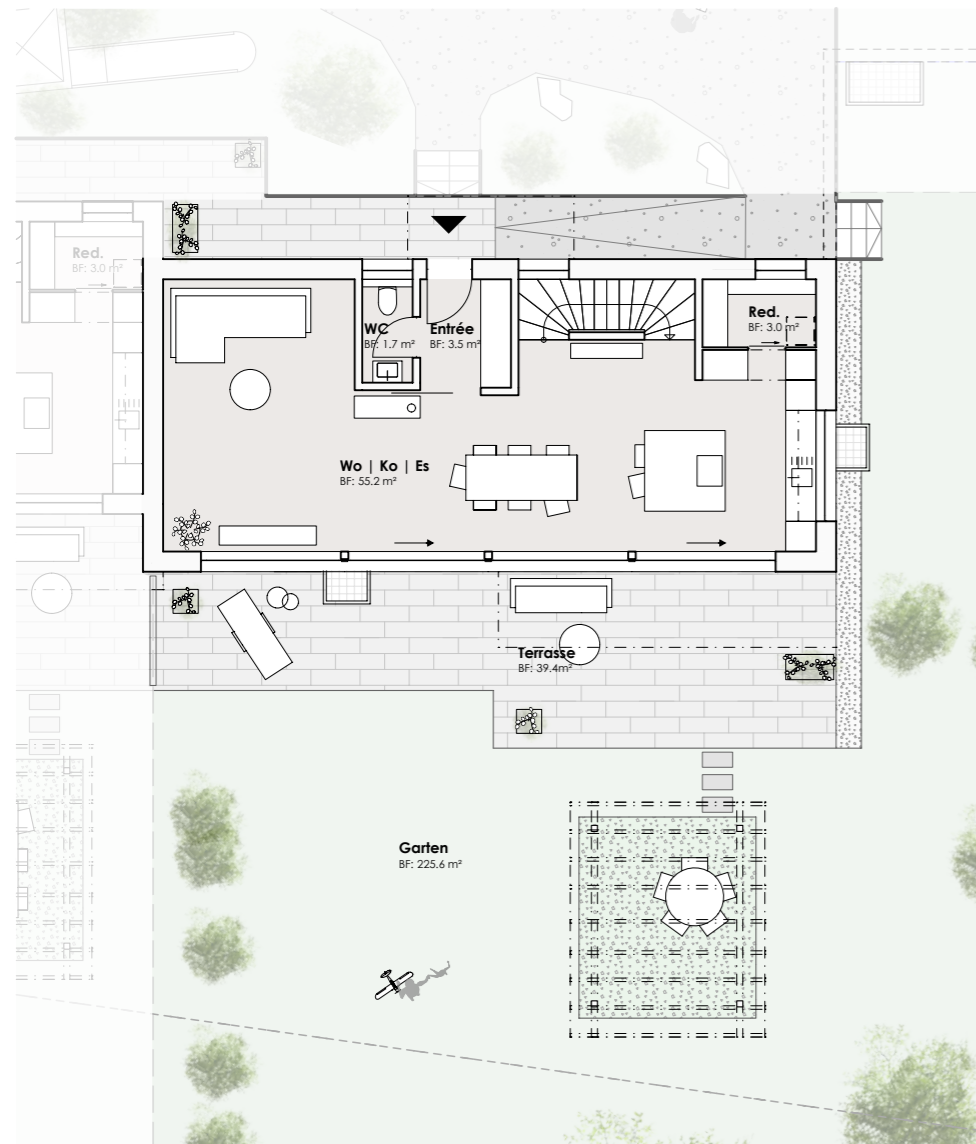 Red.
BF: 3.0 m²
WC
BF: 1.7 m²
Entrée
BF: 3.5 m²
Red.
BF: 3.0 m²
Wo | Ko | Es
BF: 55.2 m²
Terrasse
BF: 39.4m²
Garten
BF: 225.6 m²